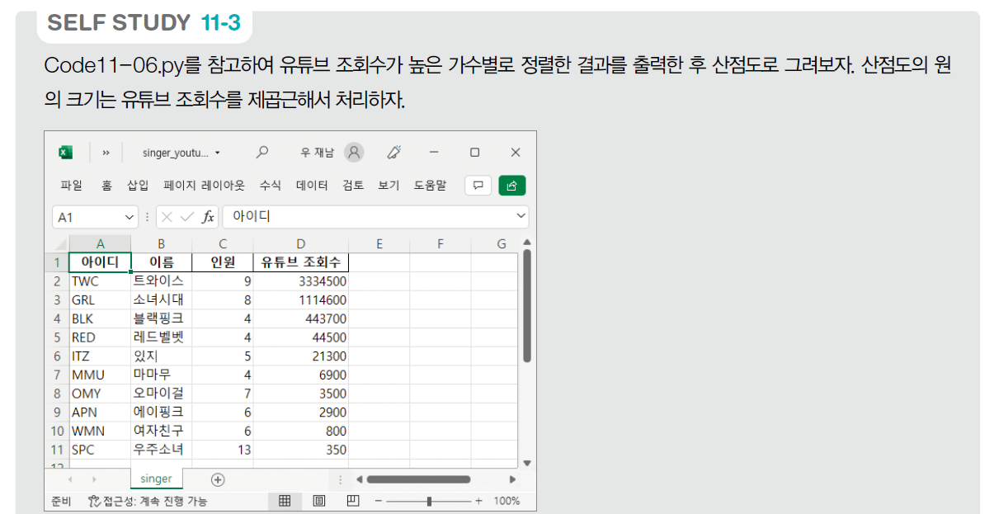 SELF STUDY 11-3
Code11-06.py를 참고하여 유튜브 조회수가 높은 가수별로 정렬한 결과를 출력한 후 산점도로 그려보자. 산점도의 원
의 크기는 유튜브 조회수를 제곱근해서 처리하자.
singer_youtu... 우 재남
파일 홈 삽입 페이지 레이아웃 수식 데이터 검토 보기 도움말
A1 fx 아이디
A B C D E F G
1 아이디 이름 인원 유튜브 조회수
2 TWC 트와이스 9 3334500
3 GRL 소녀시대 8 1114600
4 BLK 블랙핑크 4 443700
5 RED 레드벨벳 4 44500
6 ITZ 있지 5 21300
7 MMU 마마무 4 6900
8 OMY 오마이걸 7 3500
9 APN 에이핑크 6 2900
10 WMN 여자친구 6 800
11 SPC 우주소녀 13 350
12
singer
준비 접근성: 계속 진행 가능 100%